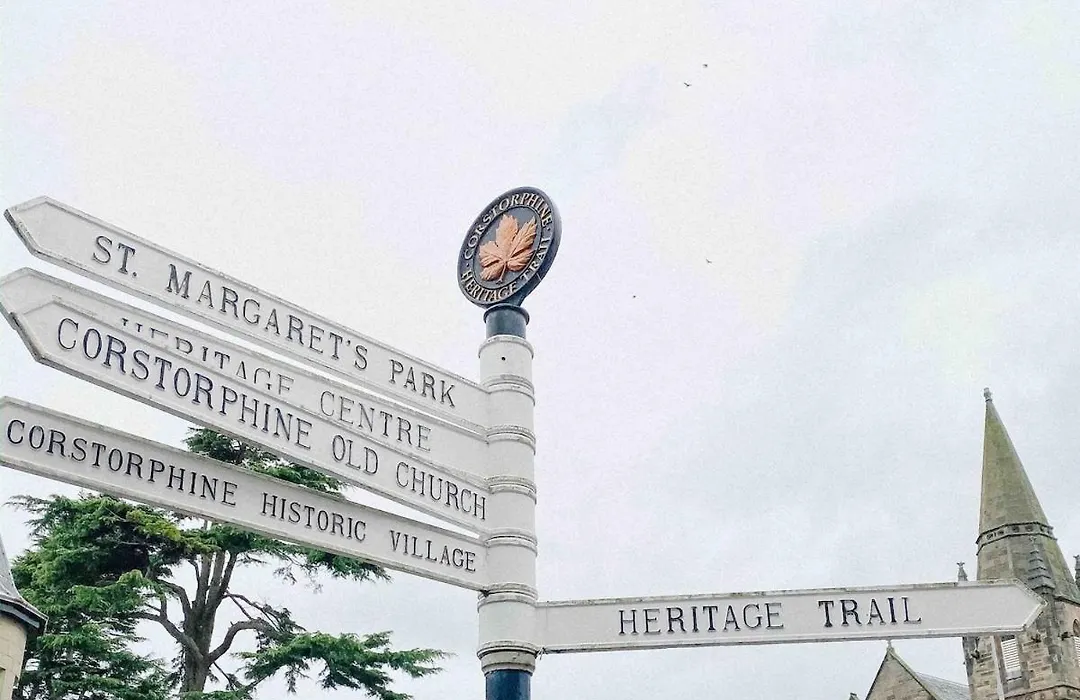 CORSTORPHINE
HERITAGE TRAIL
ST. MARGARET'S PARK
HERITAGE CENTRE
CORSTORPHINE OLD CHURCH
CORSTORPHINE HISTORIC VILLAGE
HERITAGE TRAIL